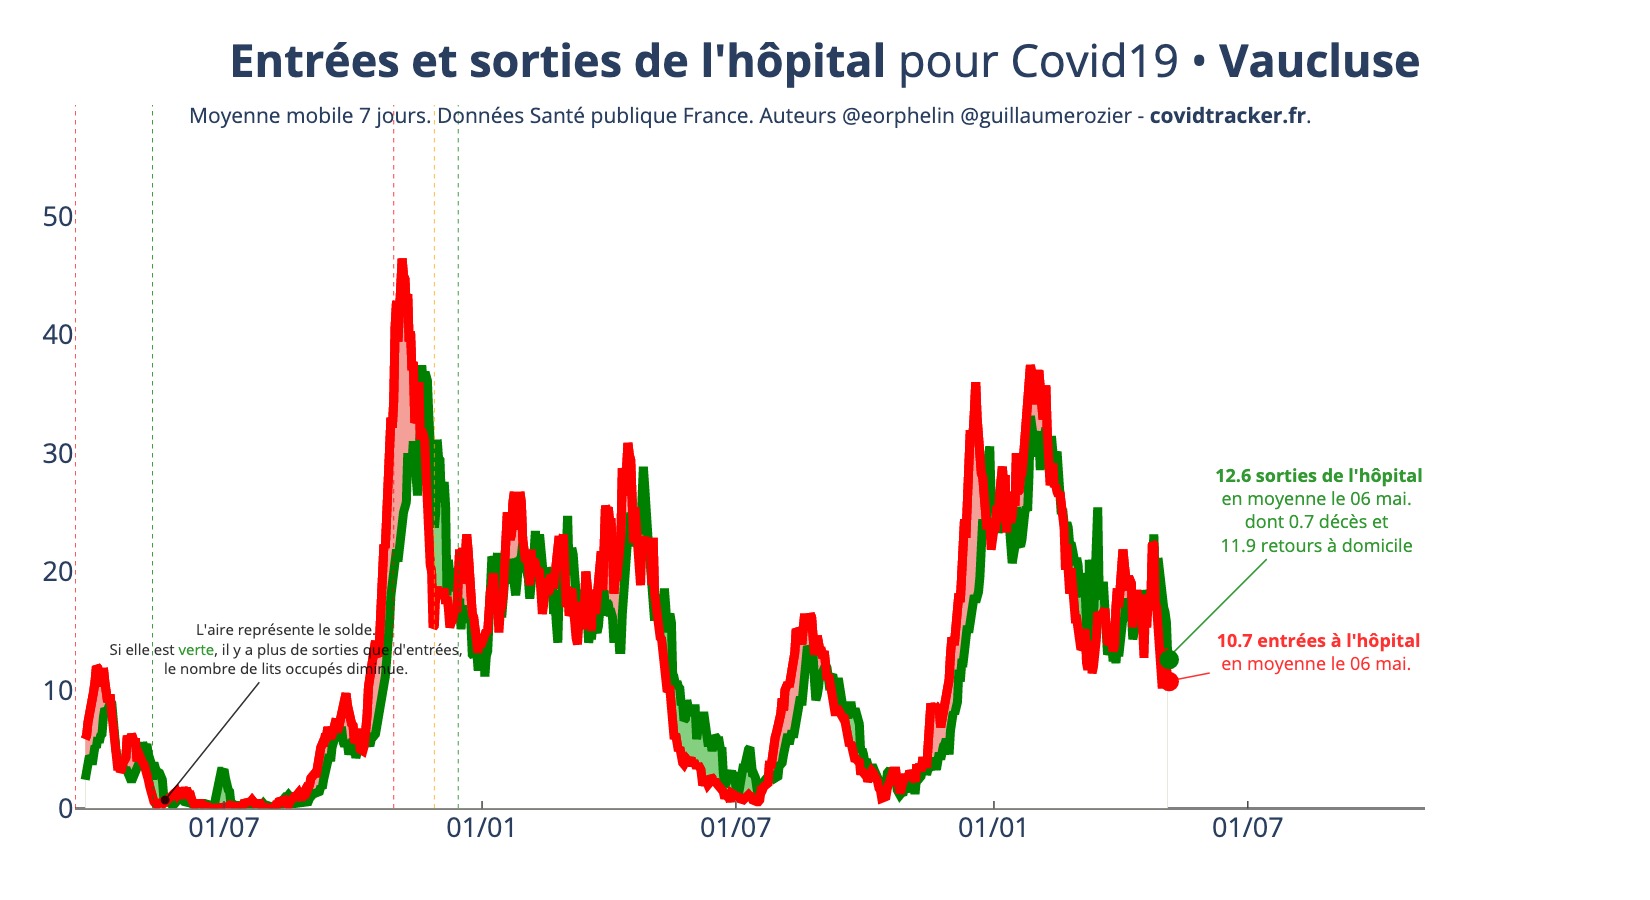 Entrées et sorties de l'hôpital pour Covid19 • Vaucluse
Moyenne mobile 7 jours. Données Santé publique France. Auteurs @eorphelin @guillaumerozier - covidtracker.fr.
50
40
30
20
10
0
L'aire représente le solde.
Si elle est verte, il y a plus de sorties que d'entrées,
le nombre de lits occupés diminue.
12.6 sorties de l'hôpital
en moyenne le 06 mai.
dont 0.7 décès et
11.9 retours à domicile
10.7 entrées à l'hôpital
en moyenne le 06 mai.
01/07
01/01
01/07
01/01
01/07